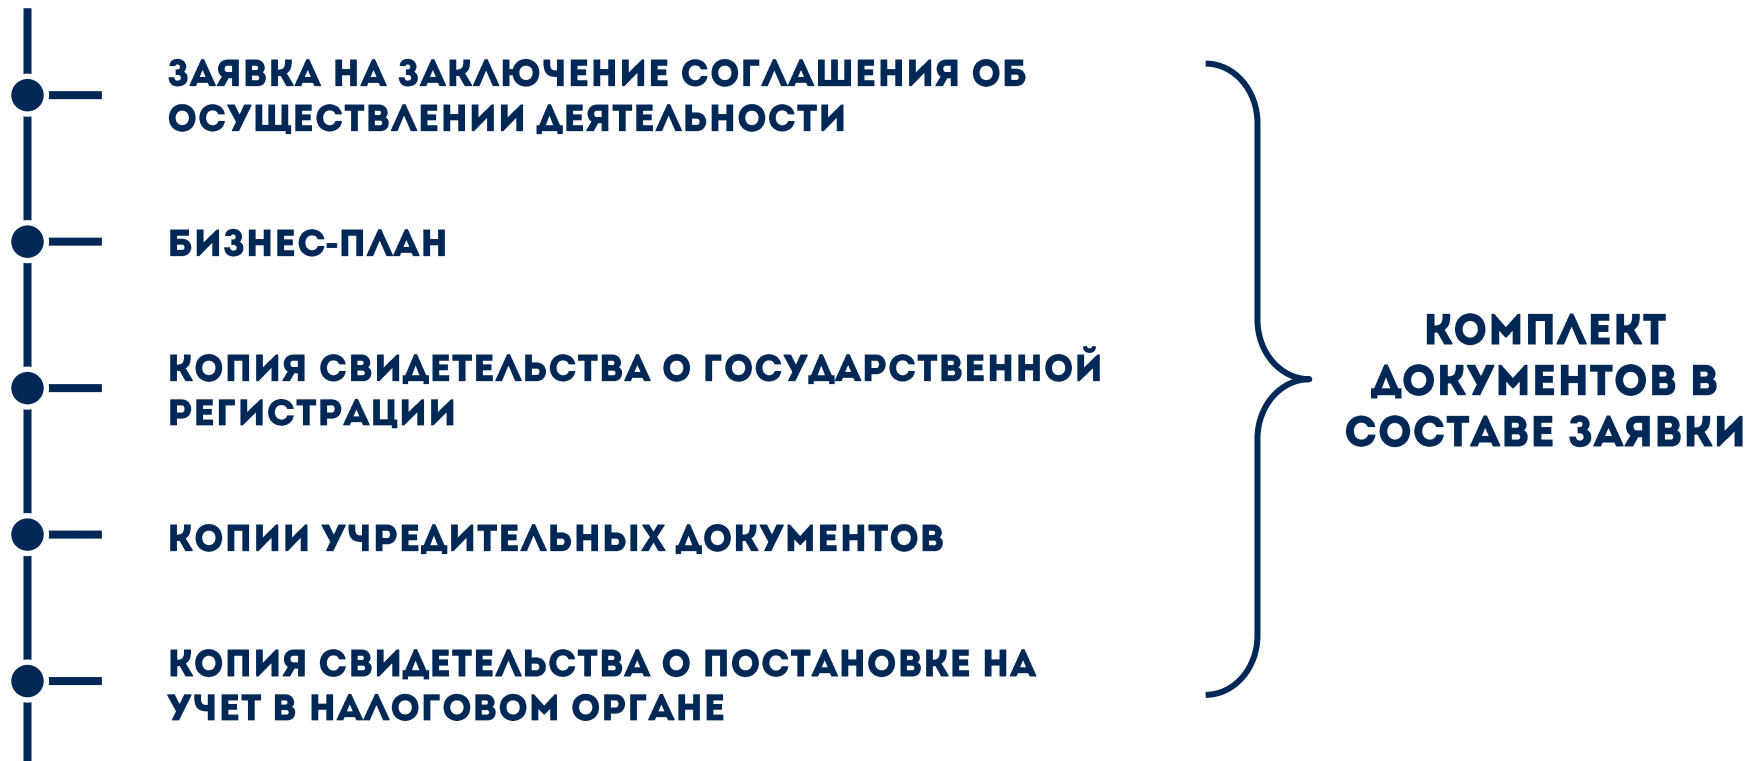 ЗАЯВКА НА ЗАКЛЮЧЕНИЕ СОГЛАШЕНИЯ ОБ
ОСУЩЕСТВЛЕНИИ ДЕЯТЕЛЬНОСТИ
БИЗНЕС-ПЛАН
КОПИЯ СВИДЕТЕЛЬСТВА О ГОСУДАРСТВЕННОЙ
РЕГИСТРАЦИИ
КОПИИ УЧРЕДИТЕЛЬНЫХ ДОКУМЕНТОВ
КОПИЯ СВИДЕТЕЛЬСТВА О ПОСТАНОВКЕ НА
УЧЕТ В НАЛОГОВОМ ОРГАНЕ
КОМПЛЕКТ
ДОКУМЕНТОВ В
СОСТАВЕ ЗАЯВКИ